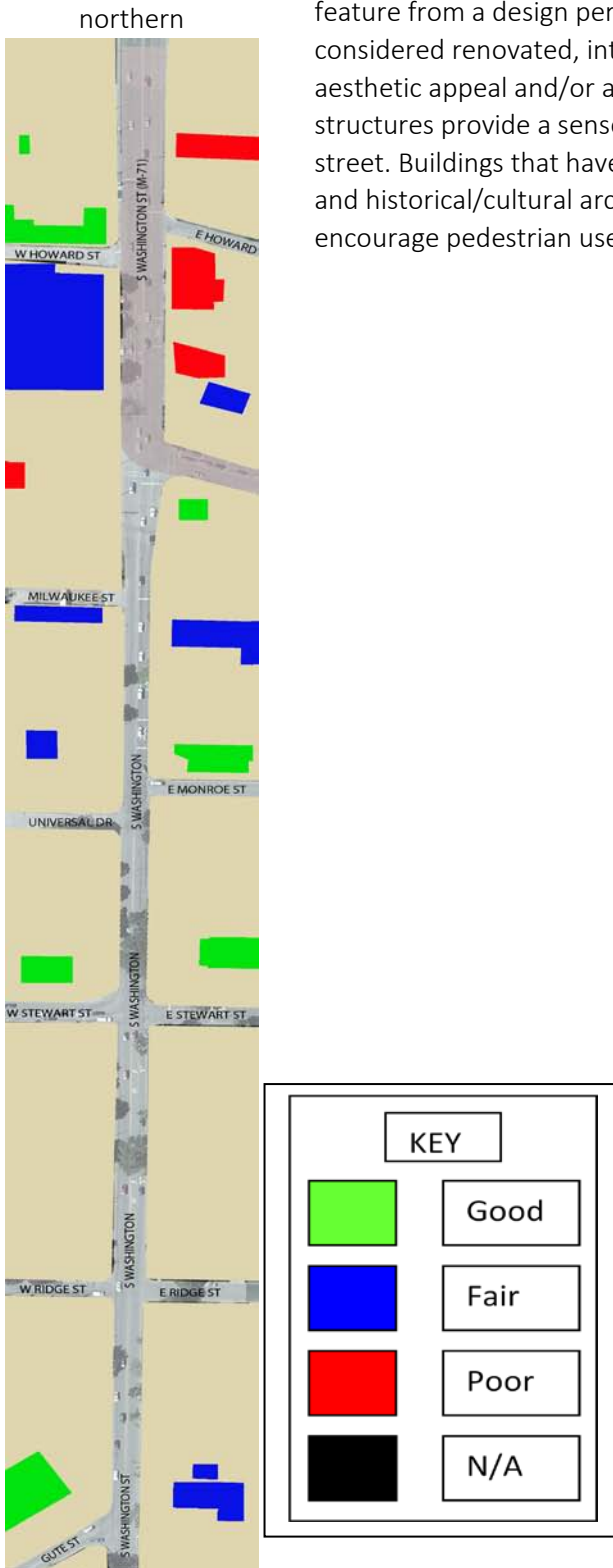 northern
feature from a design per
considered renovated, int
aesthetic appeal and/or a
structures provide a sens
street. Buildings that have
and historical/cultural arc
encourage pedestrian use
S WASHINGTON ST (M-71)
E HOWARD
W HOWARD ST
MILWAUKEE ST
S WASHINGTON
E MONROE ST
UNIVERSAL DR
S WASHINGTON
W STEWART ST
E STEWART ST
S WASHINGTON
W RIDGE ST
E RIDGE ST
S WASHINGTON ST
GUTE ST
KEY
Good
Fair
Poor
N/A